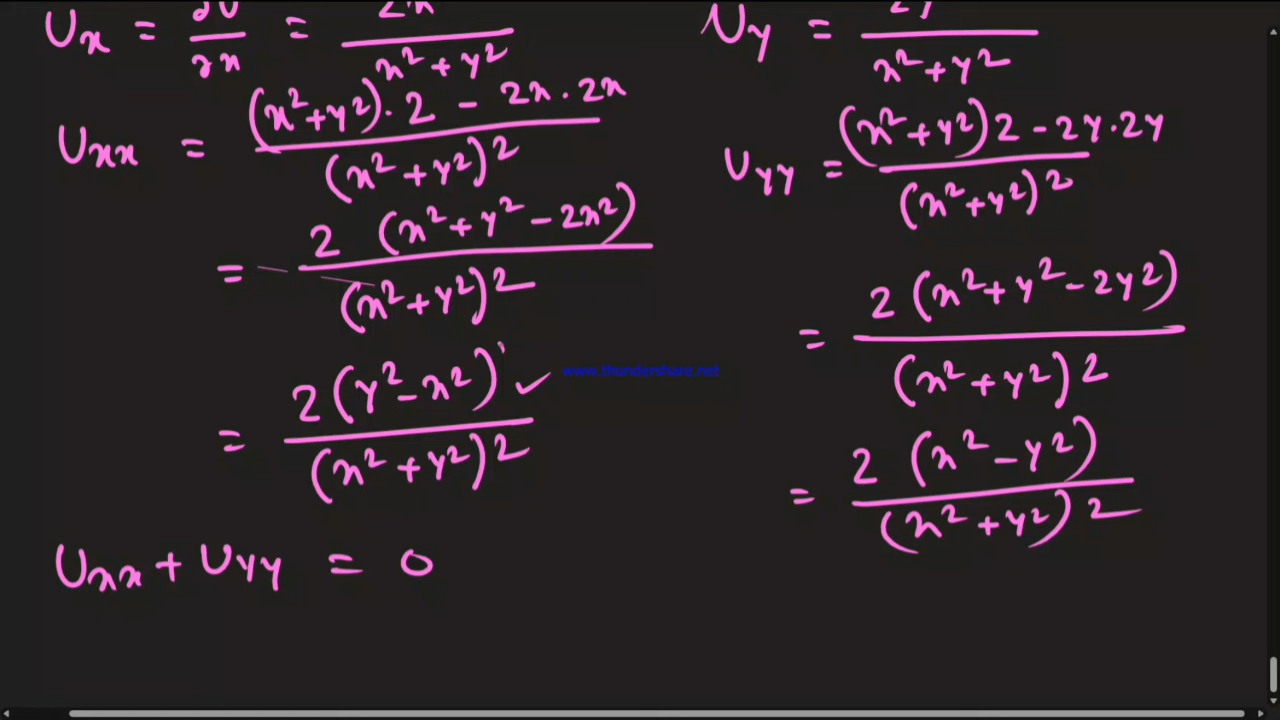 Uₓ = ∂U/∂x = 2x/(x²+y²)
Uxx = ((x²+y²)·2 - 2x·2x)/(x²+y²)²
= 2(x²+y²-2x²)/(x²+y²)²
= 2(y²-x²)/(x²+y²)² ✓
Uxx + Uyy = 0
Uy = 2y/(x²+y²)
Uyy = ((x²+y²)2 - 2y·2y)/(x²+y²)²
= 2(x²+y²-2y²)/(x²+y²)²
= 2(x²-y²)/(x²+y²)²
www.thundershare.net